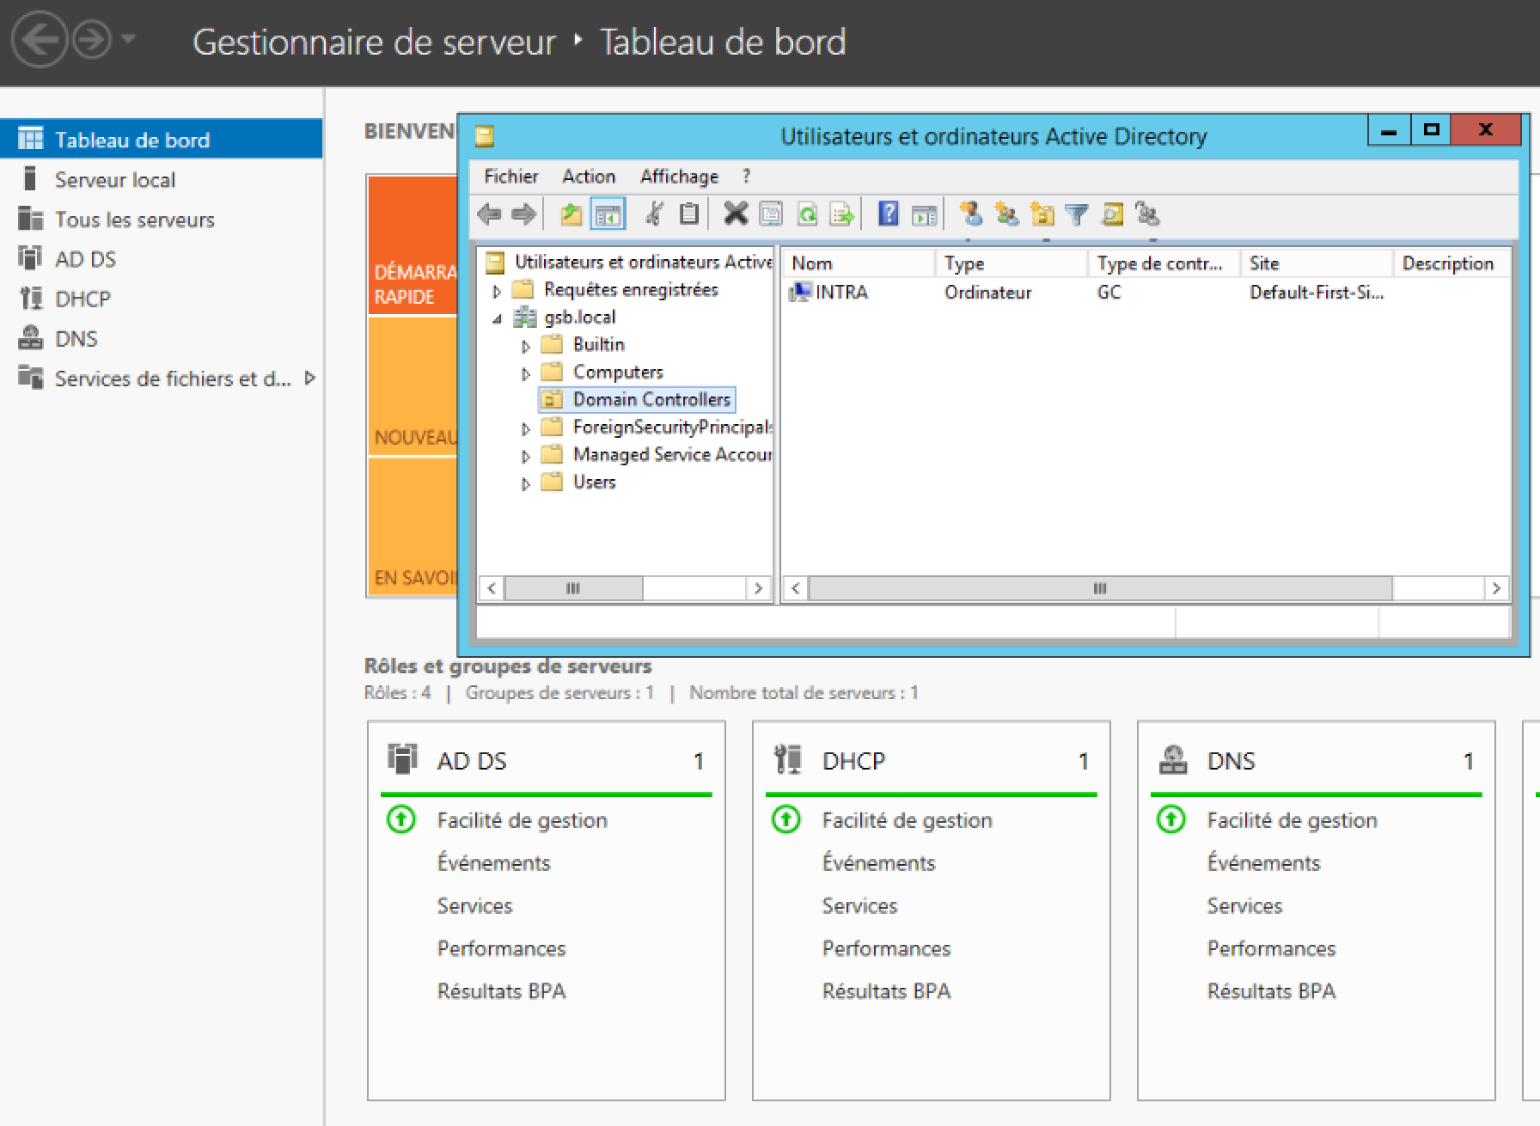 Gestionnaire de serveur ‣ Tableau de bord
Tableau de bord
Serveur local
Tous les serveurs
AD DS
DHCP
DNS
Services de fichiers et d...
BIENVEN
DÉMARRA
RAPIDE
NOUVEAU
EN SAVOI
Utilisateurs et ordinateurs Active Directory
Fichier Action Affichage ?
Utilisateurs et ordinateurs Active
Requêtes enregistrées
gsb.local
Builtin
Computers
Domain Controllers
ForeignSecurityPrincipals
Managed Service Accour
Users
Nom Type Type de contr... Site Description
INTRA Ordinateur GC Default-First-Si...
Rôles et groupes de serveurs
Rôles : 4 | Groupes de serveurs : 1 | Nombre total de serveurs : 1
AD DS 1
Facilité de gestion
Événements
Services
Performances
Résultats BPA
DHCP 1
Facilité de gestion
Événements
Services
Performances
Résultats BPA
DNS 1
Facilité de gestion
Événements
Services
Performances
Résultats BPA